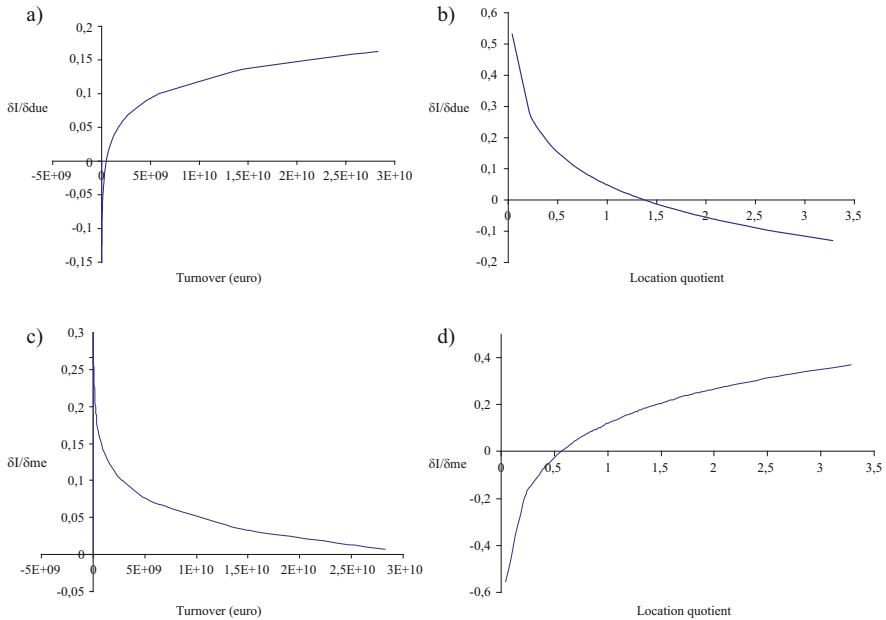 a)
0,2
0,15
0,1
δI/δdue
0,05
0
-5E+09 0 5E+09 1E+10 1,5E+10 2E+10 2,5E+10 3E+10
-0,05
-0,1
-0,15
Turnover (euro)
b)
0,6
0,5
0,4
δI/δdue
0,3
0,2
0,1
0
0 0,5 1 1,5 2 2,5 3 3,5
-0,1
-0,2
Location quotient
c)
0,3
0,25
0,2
0,15
δI/δme
0,1
0,05
0
-5E+09 0 5E+09 1E+10 1,5E+10 2E+10 2,5E+10 3E+10
-0,05
Turnover (euro)
d)
0,4
0,2
0
δI/δme
0 0,5 1 1,5 2 2,5 3 3,5
-0,2
-0,4
-0,6
Location quotient